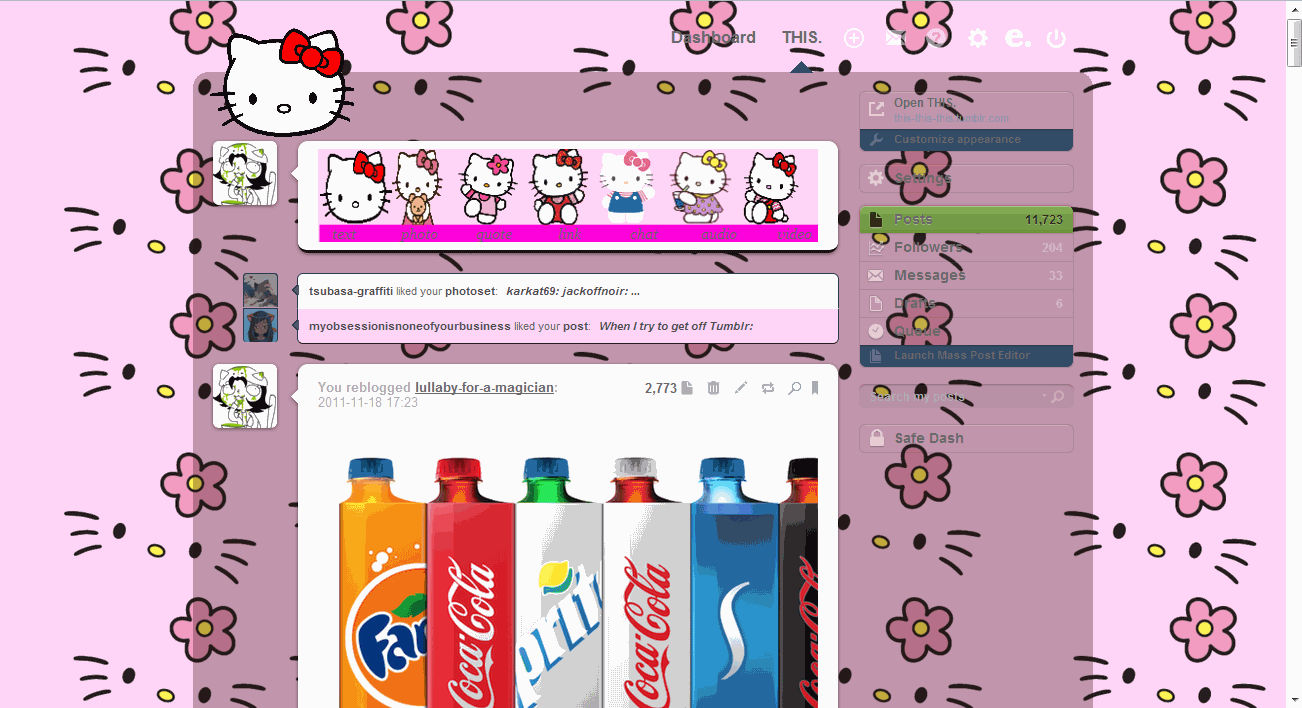 Dashboard THIS.
Open THIS.
this-this-this.tumblr.com
Customize appearance
Settings
text photo quote link chat audio video
Posts 11,723
Followers 204
Messages 33
Drafts 6
Queue
Launch Mass Post Editor
Search my posts
Safe Dash
tsubasa-graffiti liked your photoset: karkat69: jackoffnoir: ...
myobsessionisnoneofyourbusiness liked your post: When I try to get off Tumblr:
You reblogged lullaby-for-a-magician: 2,773
2011-11-18 17:23
Fan
Coca-Cola
Sprite
Coca-Cola